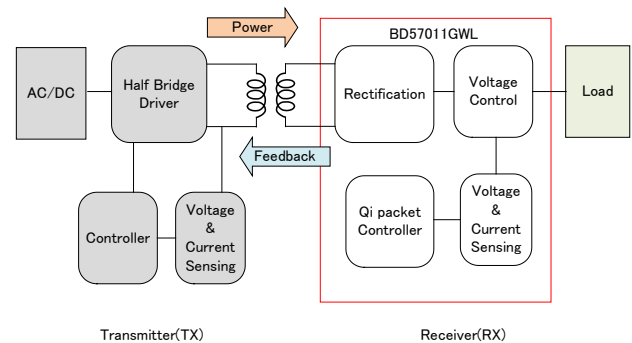 Power
BD57011GWL
AC/DC
Half Bridge
Driver
Rectification
Voltage
Control
Load
Feedback
Controller
Voltage
&
Current
Sensing
Qi packet
Controller
Voltage
&
Current
Sensing
Transmitter(TX)
Receiver(RX)